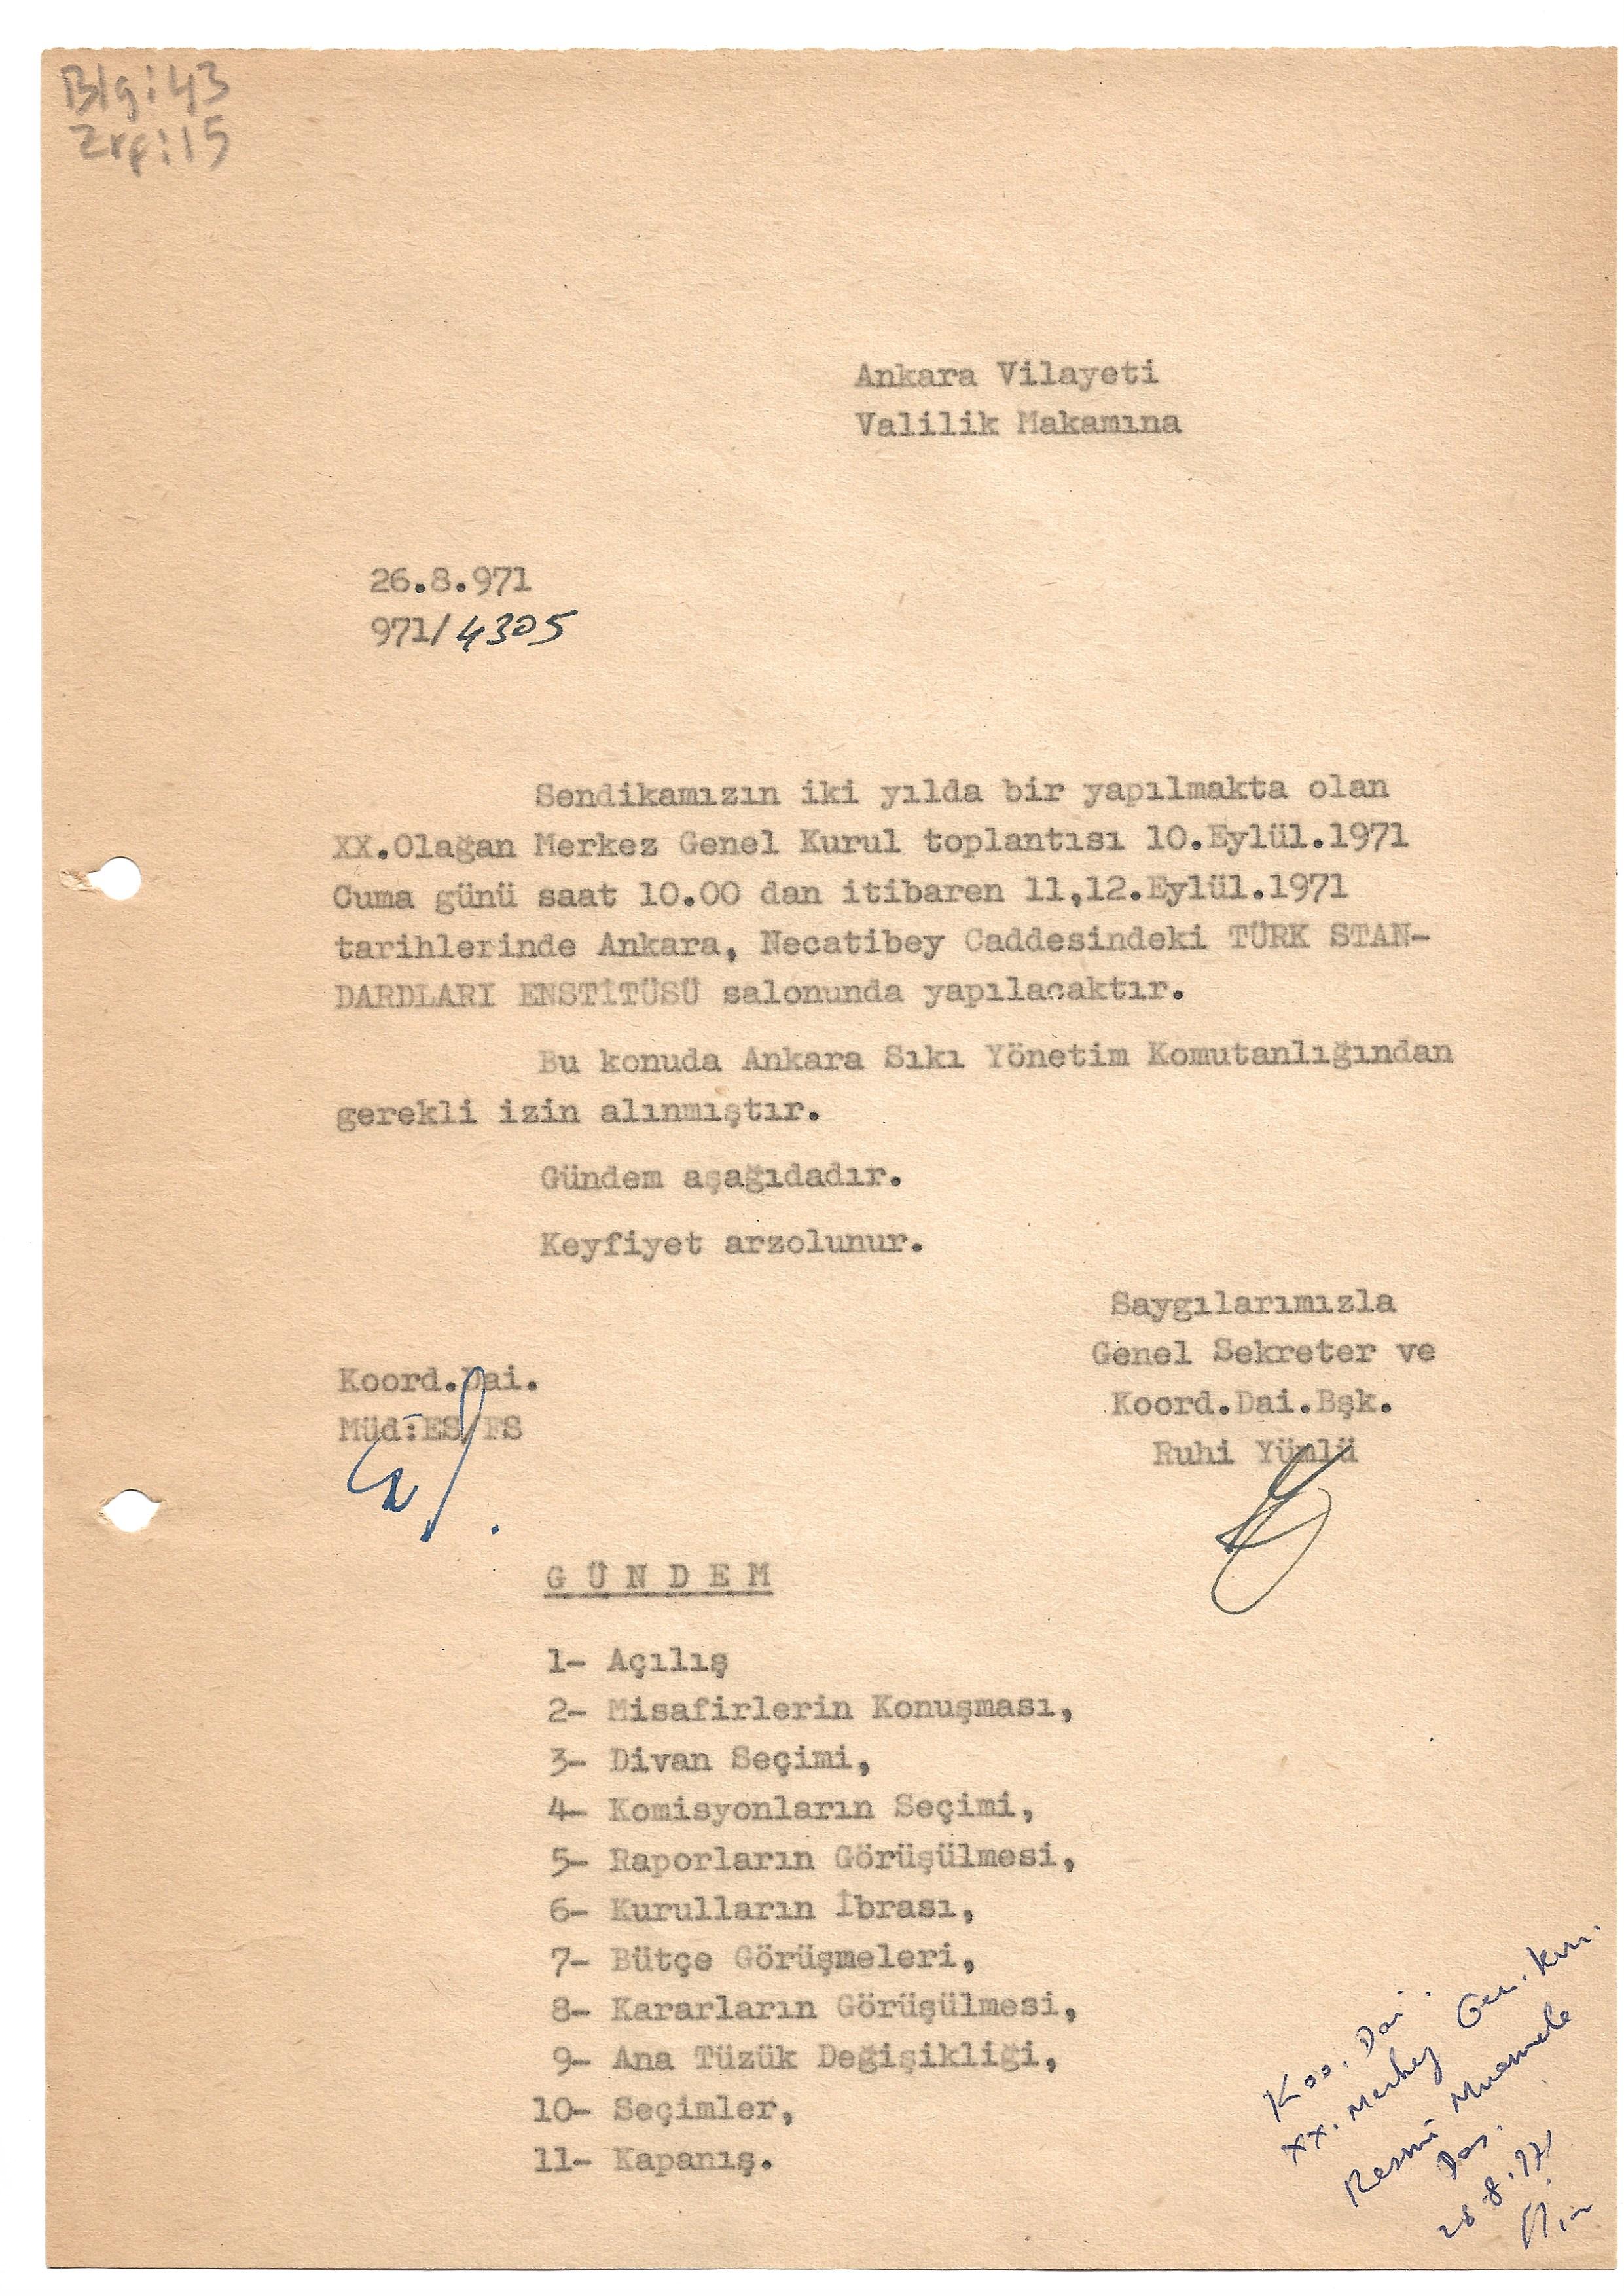 Blg:43
Zrf:15
Ankara Vilayeti
Valilik Makamına
26.8.971
971/4305
Sendikamızın iki yılda bir yapılmakta olan
XX.Olağan Merkez Genel Kurul toplantısı 10.Eylül.1971
Cuma günü saat 10.00 dan itibaren 11,12.Eylül.1971
tarihlerinde Ankara, Necatibey Caddesindeki TÜRK STAN-
DARDLARI ENSTİTÜSÜ salonunda yapılacaktır.
Bu konuda Ankara Sıkı Yönetim Komutanlığından
gerekli izin alınmıştır.
Gündem aşağıdadır.
Keyfiyet arzolunur.
Saygılarımızla
Genel Sekreter ve
Koord.Dai.Bşk.
Ruhi Yümlü
Koord.Dai.
Müd:ES/FS
G Ü N D E M
1- Açılış
2- Misafirlerin Konuşması,
3- Divan Seçimi,
4- Komisyonların Seçimi,
5- Raporların Görüşülmesi,
6- Kurulların İbrası,
7- Bütçe Görüşmeleri,
8- Kararların Görüşülmesi,
9- Ana Tüzük Değişikliği,
10- Seçimler,
11- Kapanış.
Koo. Dai.
XX. Merkez Gen. Kur.
Resmi Muamele
Dos.